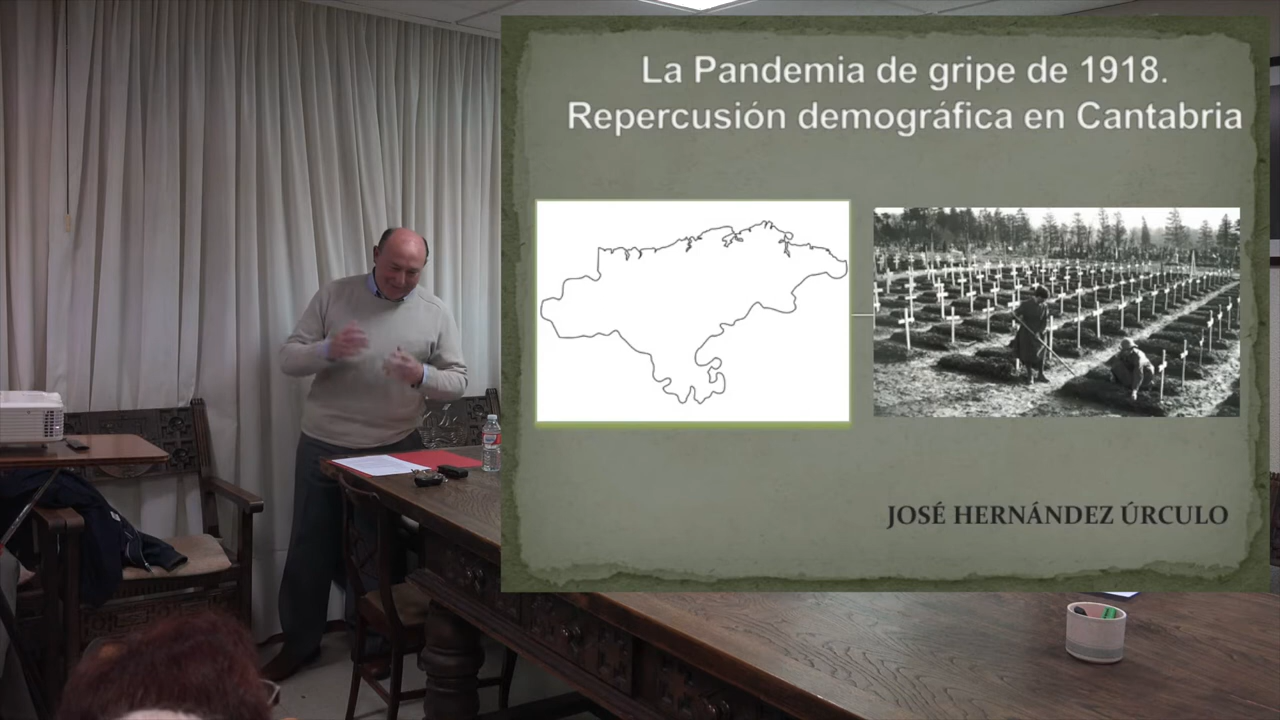 La Pandemia de gripe de 1918.
Repercusión demográfica en Cantabria
JOSÉ HERNÁNDEZ ÚRCULO